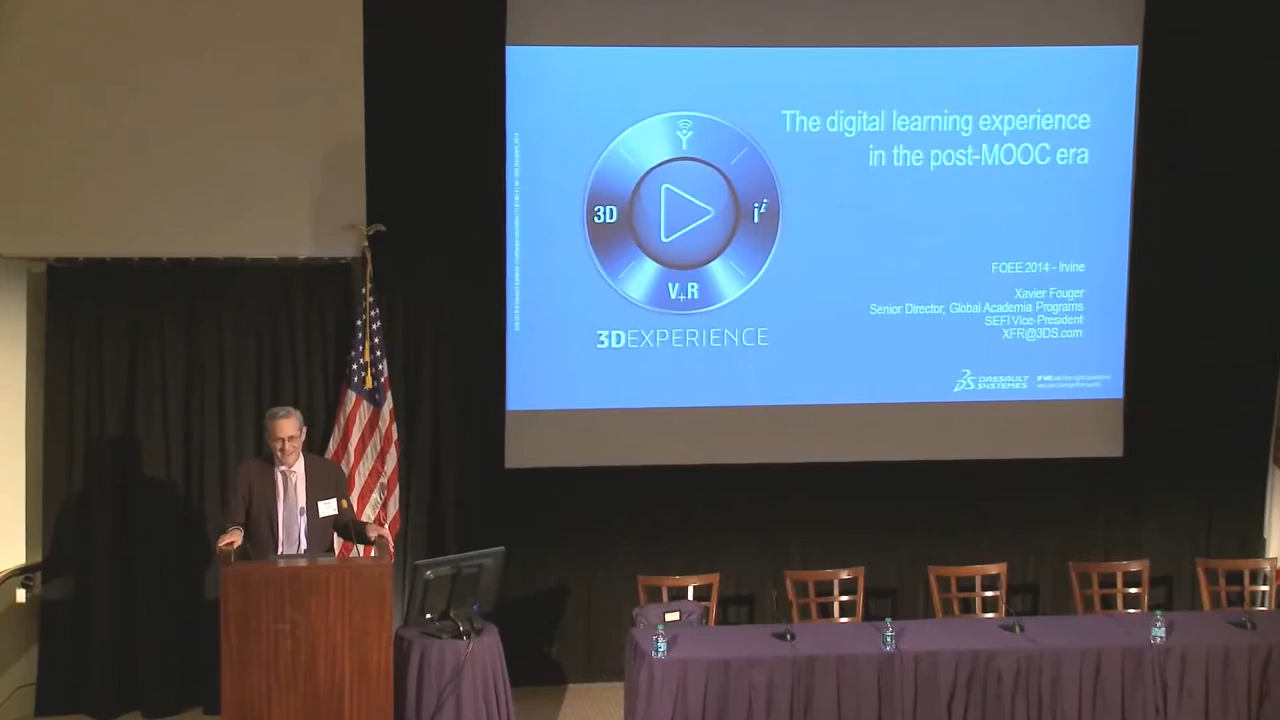 The digital learning experience
in the post-MOOC era
3D
i
V+R
3DEXPERIENCE
FOEE 2014 - Irvine
Xavier Fouger
Senior Director, Global Academia Programs
SEFI Vice-President
XFR@3DS.com
DASSAULT
SYSTEMES